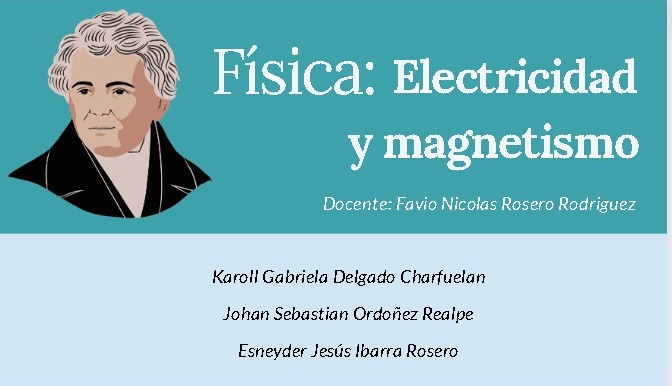 Física: Electricidad
y magnetismo
Docente: Favio Nicolas Rosero Rodriguez
Karoll Gabriela Delgado Charfuelan
Johan Sebastian Ordoñez Realpe
Esneyder Jesús Ibarra Rosero